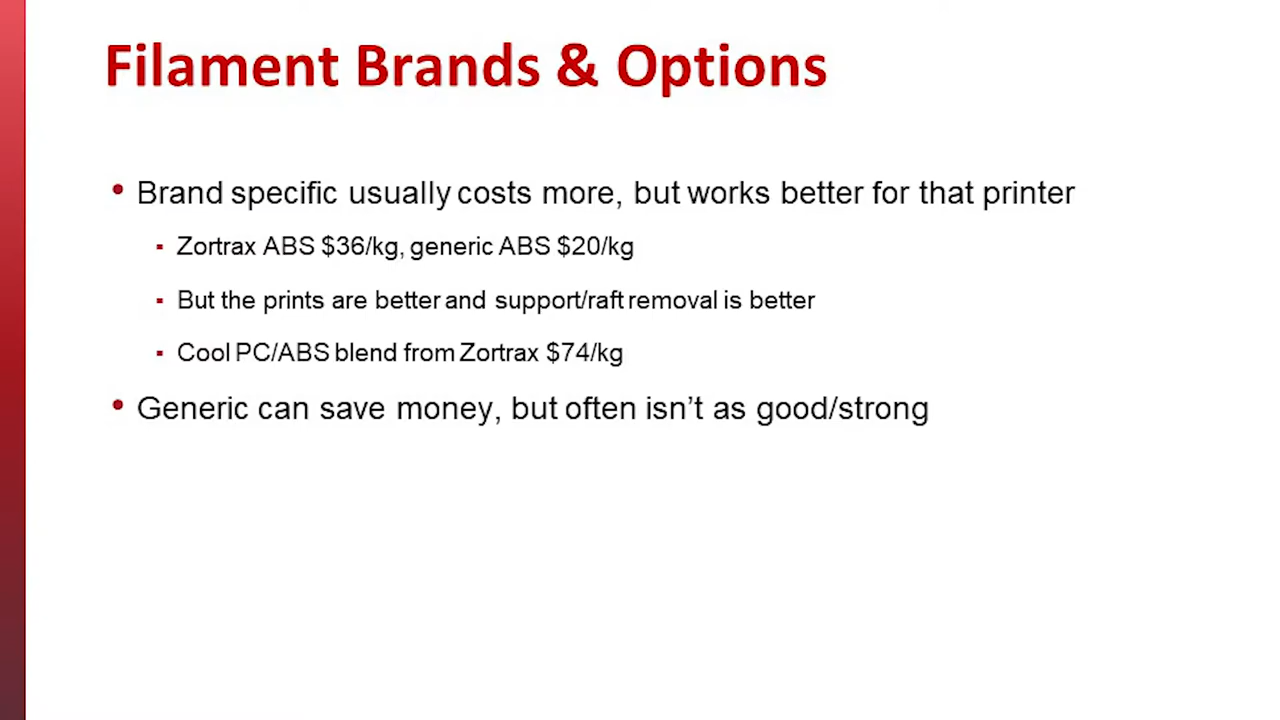 Filament Brands & Options
• Brand specific usually costs more, but works better for that printer
▪ Zortrax ABS $36/kg, generic ABS $20/kg
▪ But the prints are better and support/raft removal is better
▪ Cool PC/ABS blend from Zortrax $74/kg
• Generic can save money, but often isn’t as good/strong